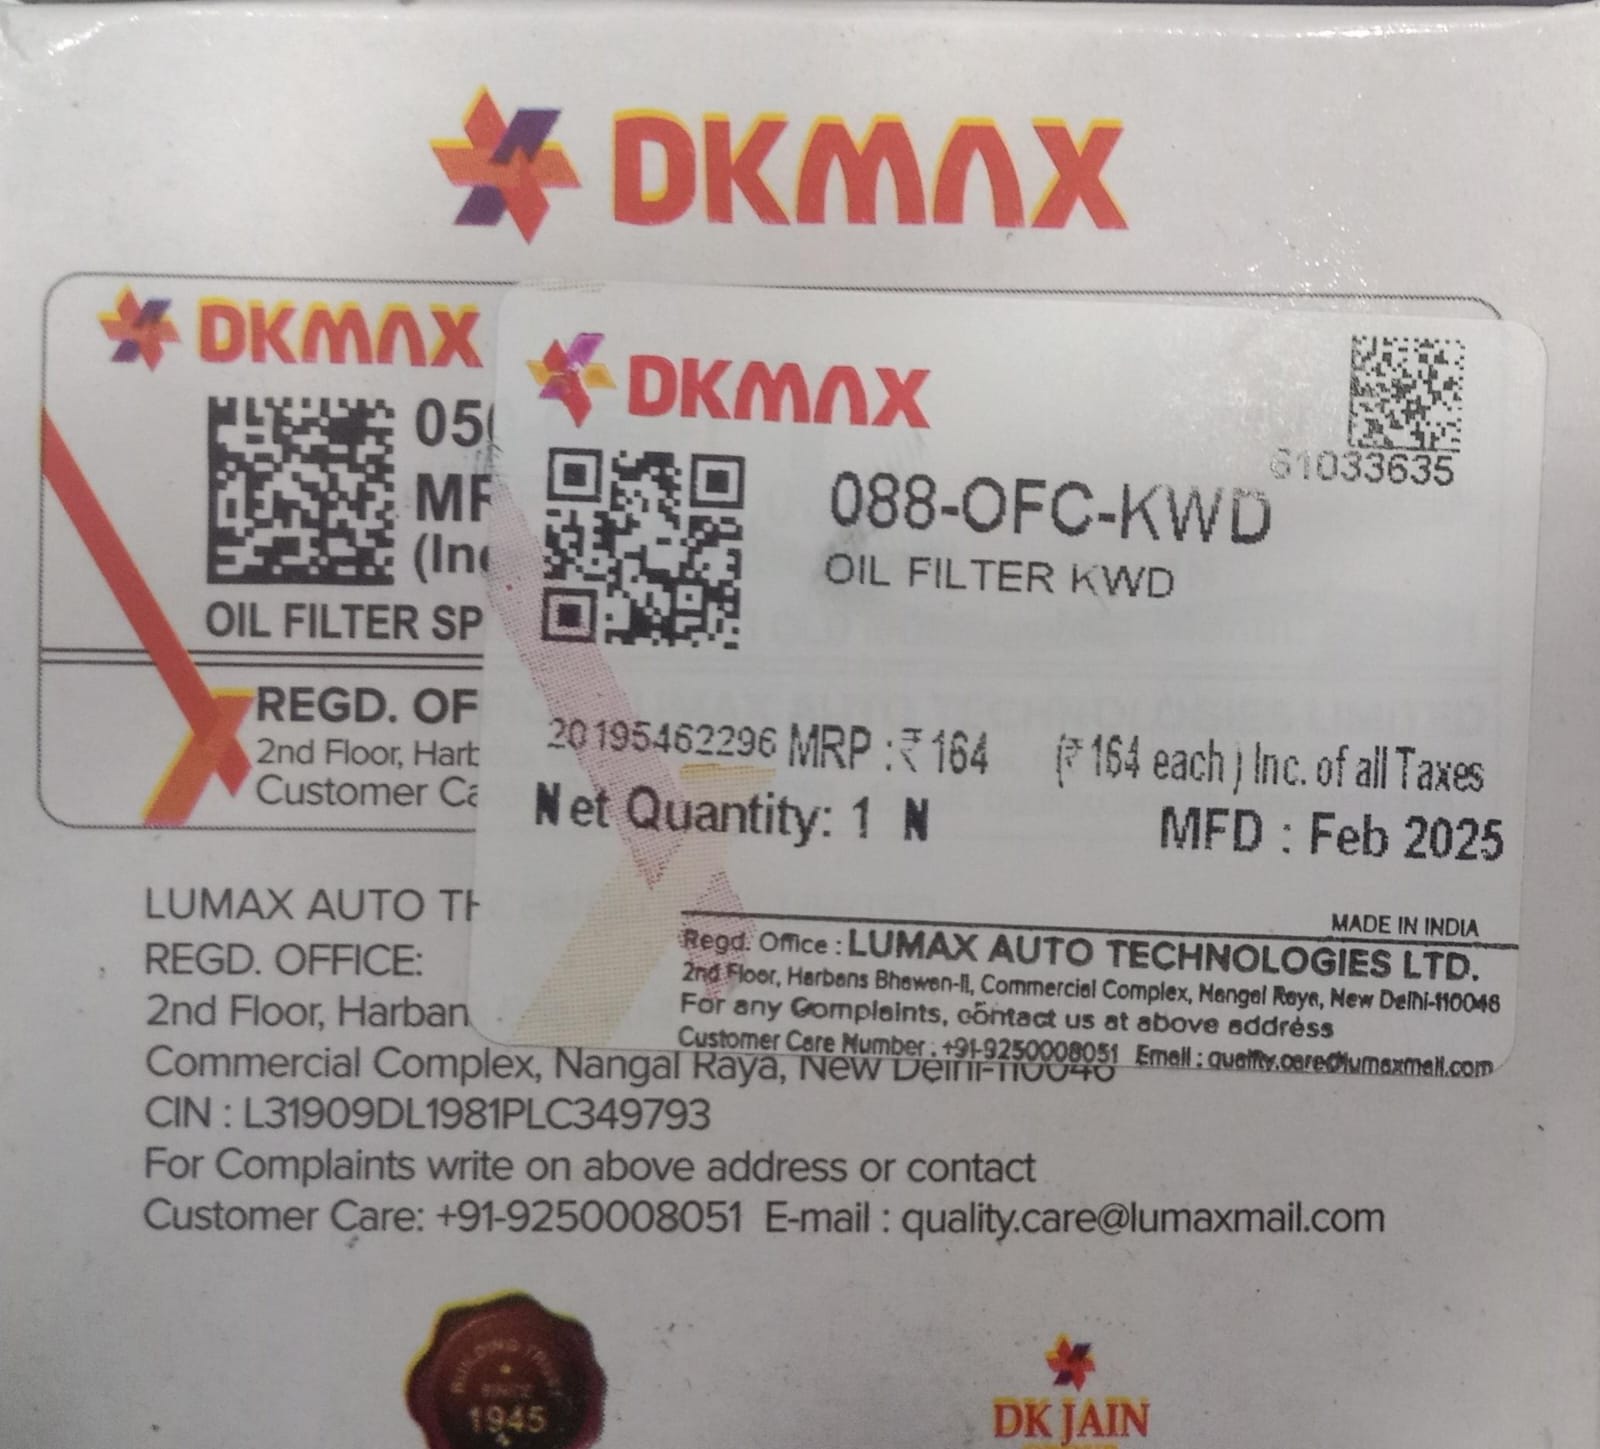 DKMAX
DKMAX
05
OIL FILTER SP
REGD. OF
2nd Floor, Harb
Customer Ca
DKMAX
61033635
088-OFC-KWD
OIL FILTER KWD
20195462296 MRP : ₹ 164 (₹ 164 each) Inc. of all Taxes
Net Quantity: 1 N
MFD : Feb 2025
MADE IN INDIA
Regd. Office : LUMAX AUTO TECHNOLOGIES LTD.
2nd Floor, Harbans Bhawan-II, Commercial Complex, Nangal Raya, New Delhi-110046
For any Complaints, contact us at above address
Customer Care Number : +91-9250008051 Email : quality.care@lumaxmail.com
LUMAX AUTO
REGD. OFFICE:
2nd Floor, Harban
Commercial Complex, Nangal Raya, New Delhi-110046
CIN : L31909DL1981PLC349793
For Complaints write on above address or contact
Customer Care: +91-9250008051 E-mail : quality.care@lumaxmail.com
BUILDING TRUST
SINCE
1945
DK JAIN